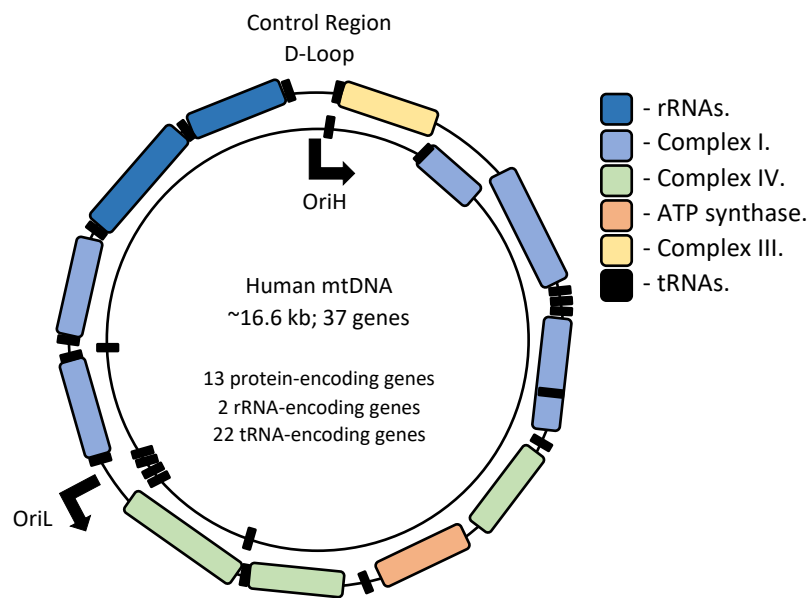 Control Region
D-Loop
OriH
Human mtDNA
~16.6 kb; 37 genes
13 protein-encoding genes
2 rRNA-encoding genes
22 tRNA-encoding genes
OriL
- rRNAs.
- Complex I.
- Complex IV.
- ATP synthase.
- Complex III.
- tRNAs.